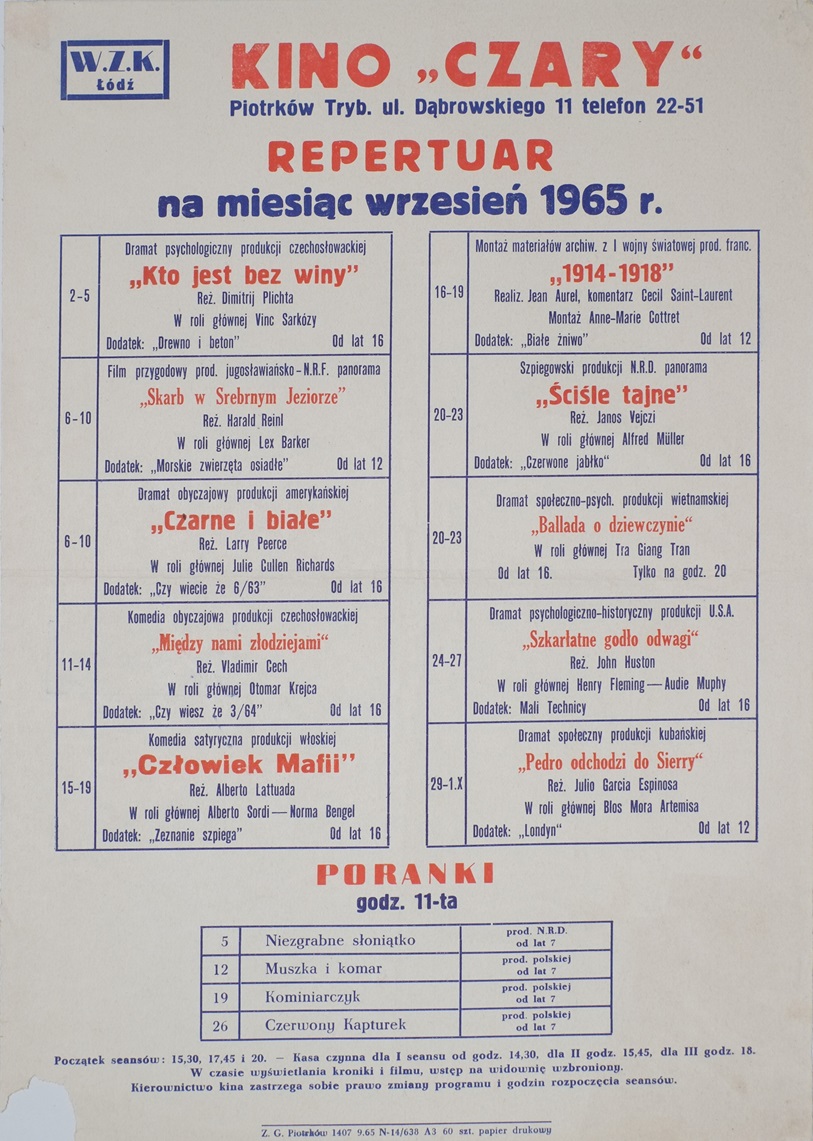 W.Z.K.
Łódź
KINO „CZARY“
Piotrków Tryb. ul. Dąbrowskiego 11 telefon 22-51
REPERTUAR
na miesiąc wrzesień 1965 r.
2-5
Dramat psychologiczny produkcji czechosłowackiej
„Kto jest bez winy”
Reż. Dimitrij Plichta
W roli głównej Vinc Sarkózy
Dodatek: „Drewno i beton” Od lat 16
6-10
Film przygodowy prod. jugosławiańsko-N.R.F. panorama
„Skarb w Srebrnym Jeziorze”
Reż. Harald Reinl
W roli głównej Lex Barker
Dodatek: „Morskie zwierzęta osiadłe” Od lat 12
6-10
Dramat obyczajowy produkcji amerykańskiej
„Czarne i białe”
Reż. Larry Peerce
W roli głównej Julie Cullen Richards
Dodatek: „Czy wiecie że 6/63” Od lat 16
11-14
Komedia obyczajowa produkcji czechosłowackiej
„Między nami złodziejami“
Reż. Vladimir Cech
W roli głównej Otomar Krejca
Dodatek: „Czy wiesz że 3/64” Od lat 16
15-19
Komedia satyryczna produkcji włoskiej
„Człowiek Mafii”
Reż. Alberto Lattuada
W roli głównej Alberto Sordi — Norma Bengel
Dodatek: „Zeznanie szpiega” Od lat 16
16-19
Montaż materiałów archiw. z I wojny światowej prod. franc.
„1914-1918”
Realiz. Jean Aurel, komentarz Cecil Saint-Laurent
Montaż Anne-Marie Cottret
Dodatek: „Białe żniwo” Od lat 12
20-23
Szpiegowski produkcji N.R.D. panorama
„Ściśle tajne”
Reż. Janos Vejczi
W roli głównej Alfred Müller
Dodatek: „Czerwone jabłko” Od lat 16
20-23
Dramat społeczno-psych. produkcji wietnamskiej
„Ballada o dziewczynie“
W roli głównej Tra Giang Tran
Od lat 16. Tylko na godz. 20
24-27
Dramat psychologiczno-historyczny produkcji U.S.A.
„Szkarłatne godło odwagi“
Reż. John Huston
W roli głównej Henry Fleming — Audie Muphy
Dodatek: Mali Technicy Od lat 16
29-1.X
Dramat społeczny produkcji kubańskiej
„Pedro odchodzi do Sierry“
Reż. Julio Garcia Espinosa
W roli głównej Blos Mora Artemisa
Dodatek: „Londyn“ Od lat 12
PORANKI
godz. 11-ta
5 Niezgrabne słoniątko prod. N.R.D.
od lat 7
12 Muszka i komar prod. polskiej
od lat 7
19 Kominiarczyk prod. polskiej
od lat 7
26 Czerwony Kapturek prod. polskiej
od lat 7
Początek seansów: 15,30, 17,45 i 20. — Kasa czynna dla I seansu od godz. 14,30, dla II godz. 15,45, dla III godz. 18.
W czasie wyświetlania kroniki i filmu, wstęp na widownię wzbroniony.
Kierownictwo kina zastrzega sobie prawo zmiany programu i godzin rozpoczęcia seansów.
Z. G. Piotrków 1407 9.65 N-14/638 A3 60 szt. papier drukowy